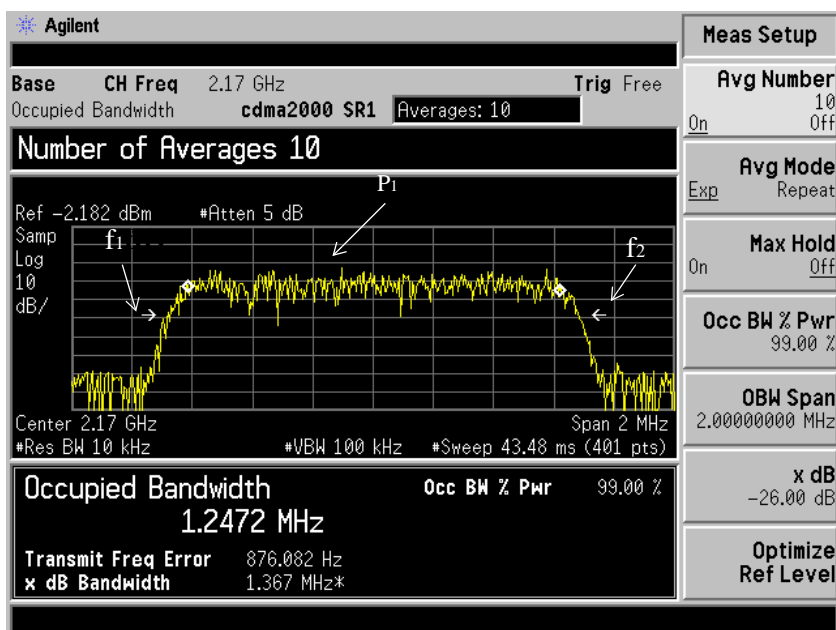 Agilent
Meas Setup
Base CH Freq 2.17 GHz Trig Free
Occupied Bandwidth cdma2000 SR1 Averages: 10
Number of Averages 10
Avg Number
10
On Off
Avg Mode
Exp Repeat
Max Hold
On Off
Occ BW % Pwr
99.00 %
OBW Span
2.00000000 MHz
x dB
-26.00 dB
Optimize
Ref Level
P1
Ref -2.182 dBm #Atten 5 dB
Samp
Log
10
dB/
f1
f2
Center 2.17 GHz Span 2 MHz
#Res BW 10 kHz #VBW 100 kHz #Sweep 43.48 ms (401 pts)
Occupied Bandwidth Occ BW % Pwr 99.00 %
1.2472 MHz
Transmit Freq Error 876.082 Hz
x dB Bandwidth 1.367 MHz*